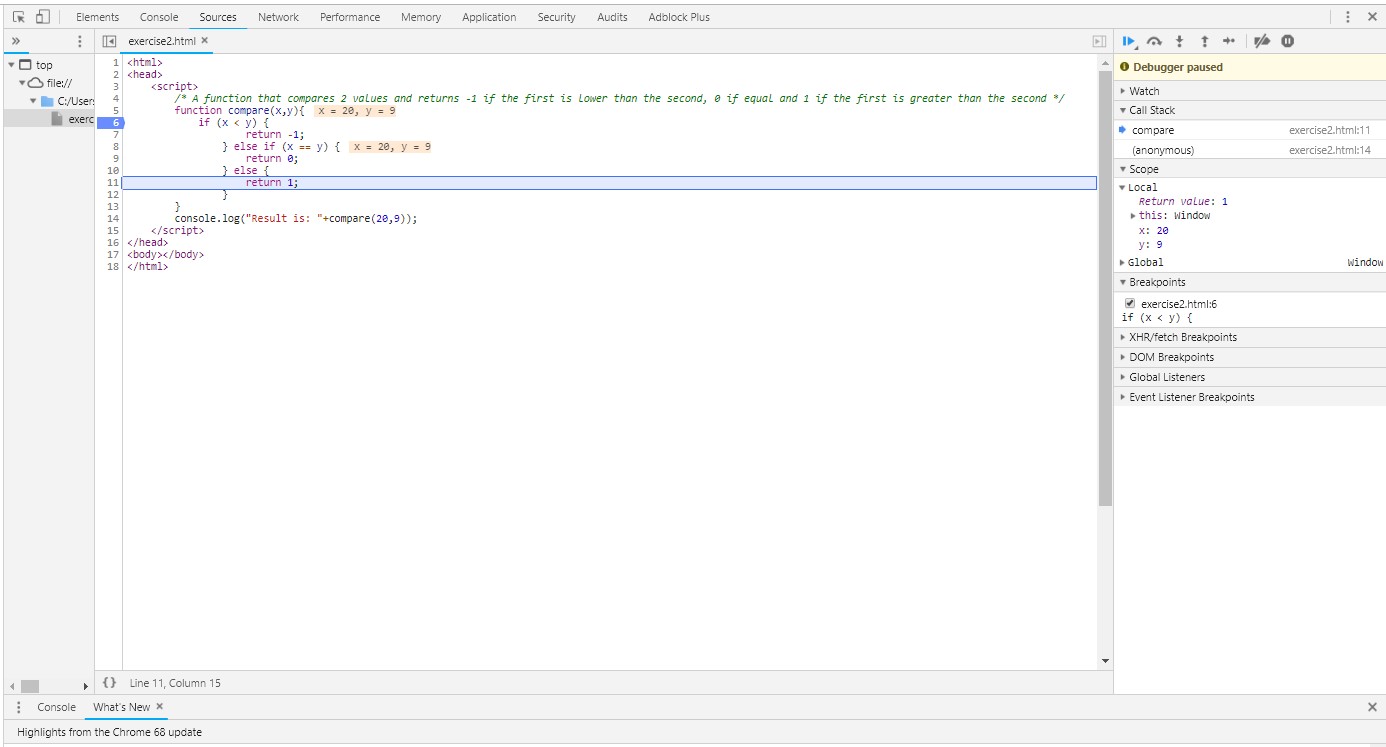 Elements Console Sources Network Performance Memory Application Security Audits Adblock Plus
» exercise2.html ×
top
file://
C:/Users
exerc
1 <html>
2 <head>
3 <script>
4 /* A function that compares 2 values and returns -1 if the first is lower than the second, 0 if equal and 1 if the first is greater than the second */
5 function compare(x,y){ x = 20, y = 9
6 if (x < y) {
7 return -1;
8 } else if (x == y) { x = 20, y = 9
9 return 0;
10 } else {
11 return 1;
12 }
13 }
14 console.log("Result is: "+compare(20,9));
15 </script>
16 </head>
17 <body></body>
18 </html>
{} Line 11, Column 15
Debugger paused
Watch
Call Stack
compare exercise2.html:11
(anonymous) exercise2.html:14
Scope
Local
Return value: 1
this: Window
x: 20
y: 9
Global Window
Breakpoints
exercise2.html:6
if (x < y) {
XHR/fetch Breakpoints
DOM Breakpoints
Global Listeners
Event Listener Breakpoints
Console What's New ×
Highlights from the Chrome 68 update